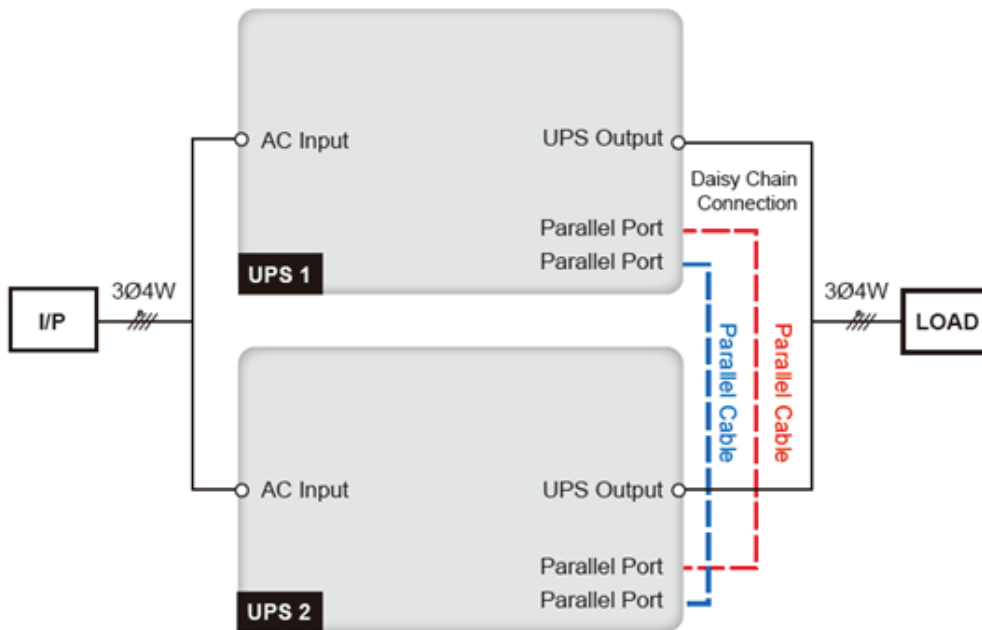 AC Input
UPS Output
Daisy Chain
Connection
Parallel Port
Parallel Port
UPS 1
I/P
3Ø4W
3Ø4W
LOAD
Parallel Cable
Parallel Cable
AC Input
UPS Output
Parallel Port
Parallel Port
UPS 2